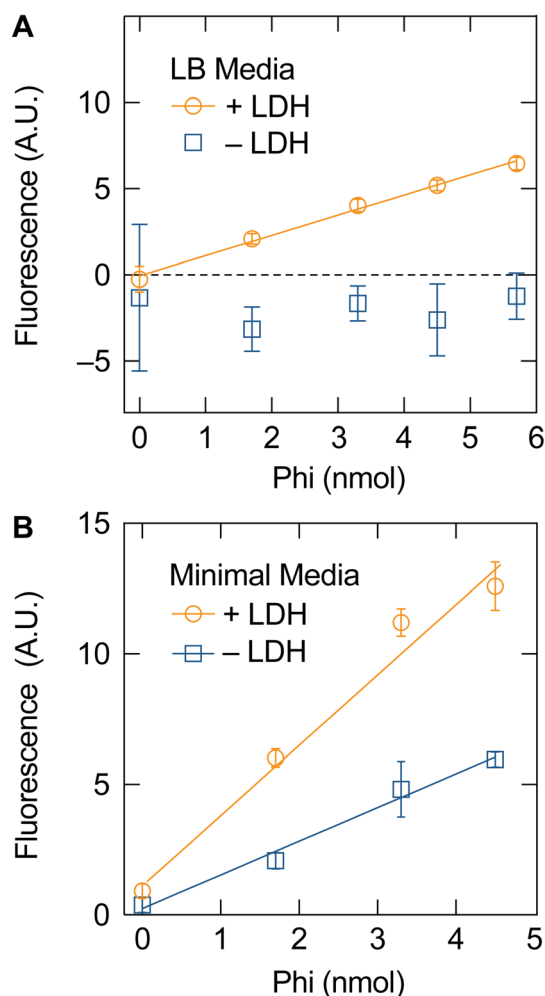 A
LB Media
+ LDH
– LDH
Fluorescence (A.U.)
10
5
0
–5
0 1 2 3 4 5 6
Phi (nmol)
B
15
Minimal Media
+ LDH
– LDH
Fluorescence (A.U.)
10
5
0
0 1 2 3 4 5
Phi (nmol)